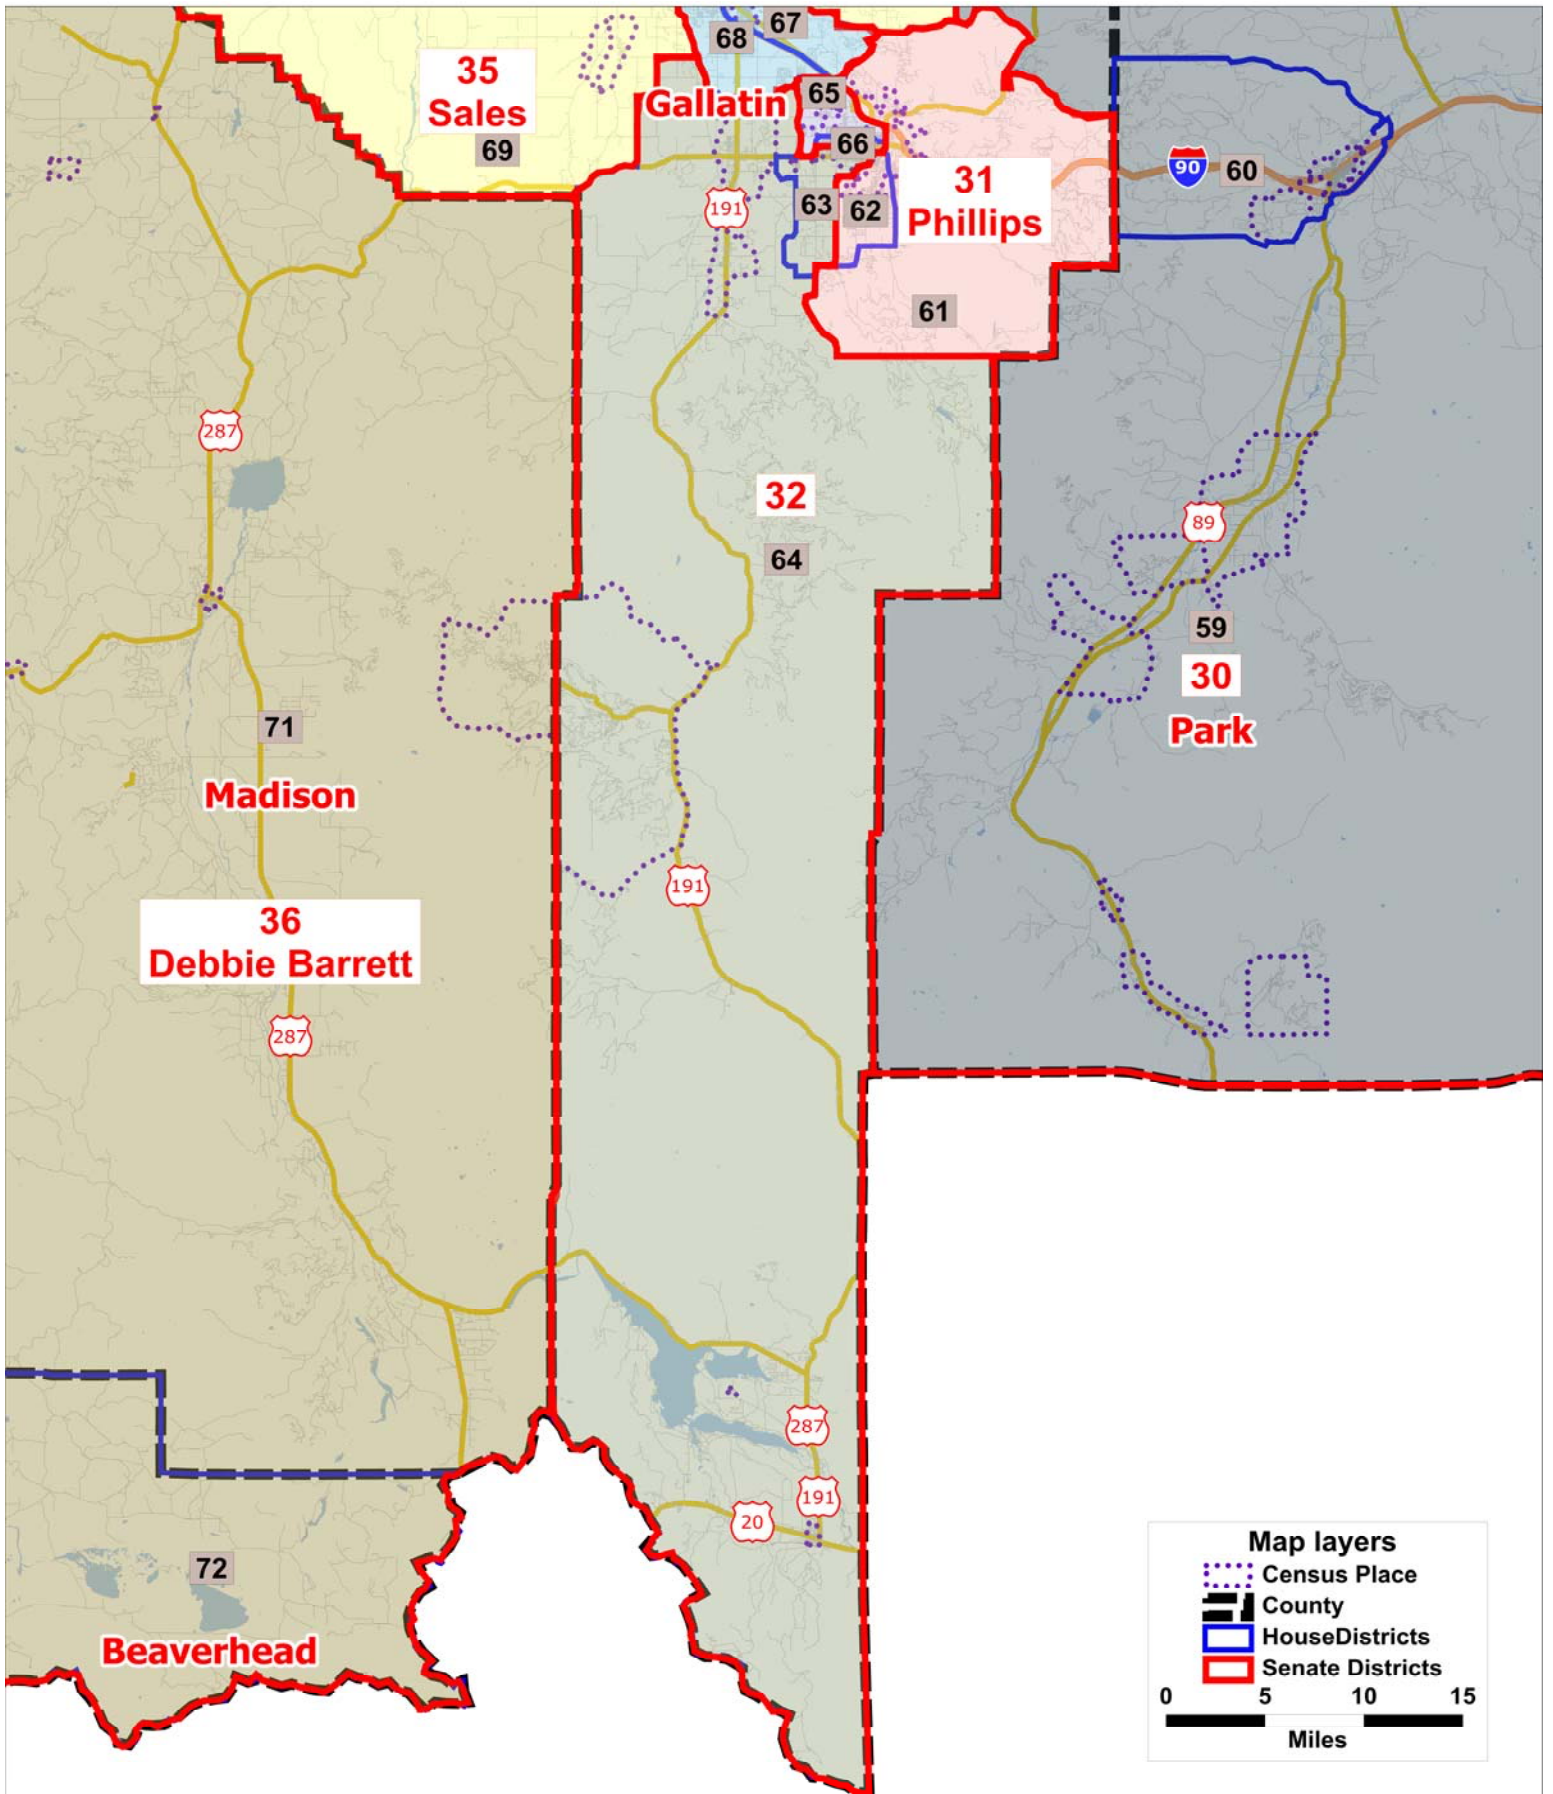 67
68
35
Sales
65
Gallatin
66
69
90
60
31
Phillips
191
63
62
61
287
32
89
64
59
30
71
Park
Madison
191
36
Debbie Barrett
287
287
191
20
72
Beaverhead
Map layers
Census Place
County
HouseDistricts
Senate Districts
0 5 10 15
Miles